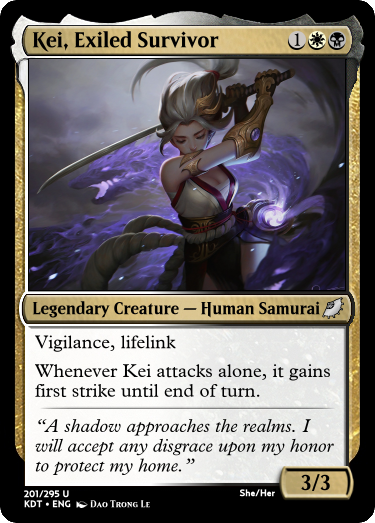 Kei, Exiled Survivor 1
Legendary Creature — Human Samurai
Vigilance, lifelink
Whenever Kei attacks alone, it gains
first strike until end of turn.
“A shadow approaches the realms. I
will accept any disgrace upon my honor
to protect my home.”
3/3
201/295 U She/Her
KDT • ENG Dao Trong Le